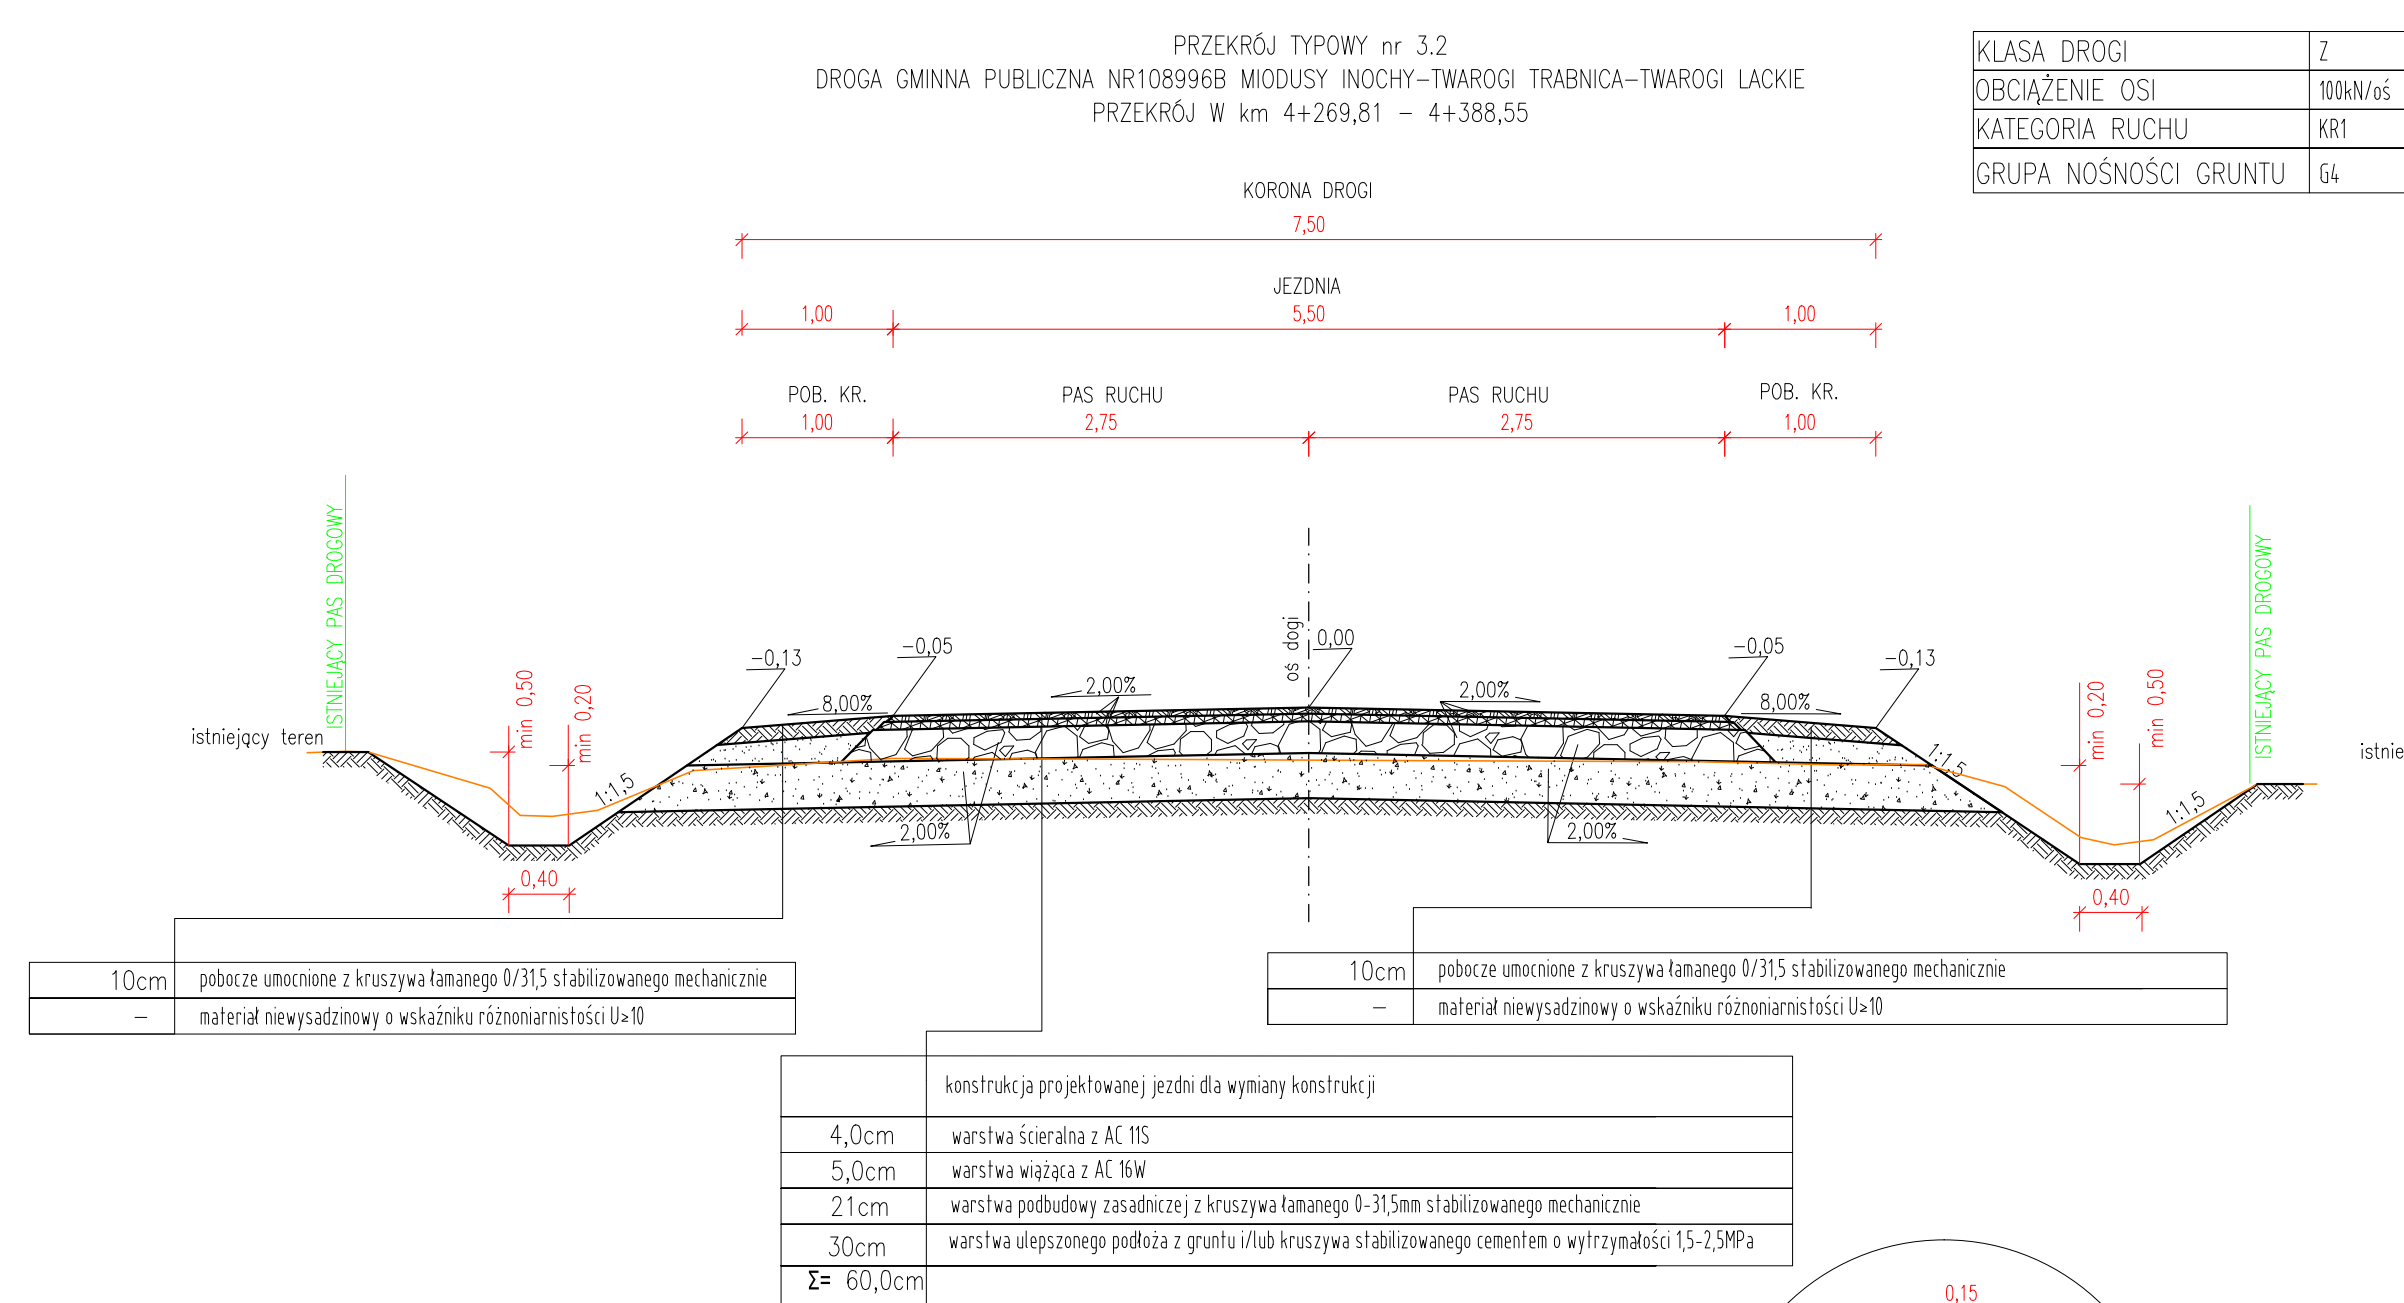 PRZEKRÓJ TYPOWY nr 3.2
DROGA GMINNA PUBLICZNA NR108996B MIODUSY INOCHY-TWAROGI TRABNICA-TWAROGI LACKIE
PRZEKRÓJ W km 4+269,81 - 4+388,55
KLASA DROGI Z
OBCIĄŻENIE OSI 100kN/oś
KATEGORIA RUCHU KR1
GRUPA NOŚNOŚCI GRUNTU G4
KORONA DROGI
7,50
JEZDNIA
1,00 5,50 1,00
POB. KR. PAS RUCHU PAS RUCHU POB. KR.
1,00 2,75 2,75 1,00
ISTNIEJĄCY PAS DROGOWY
ISTNIEJĄCY PAS DROGOWY
oś dogi
0,00
-0,13 -0,05 -0,05 -0,13
8,00% 2,00% 2,00% 8,00%
istniejący teren
min 0,50
min 0,20
min 0,20
min 0,50
istnie
1:1,5 1:1,5 1:1,5
2,00% 2,00%
0,40 0,40
10cm pobocze umocnione z kruszywa łamanego 0/31,5 stabilizowanego mechanicznie
- materiał niewysadzinowy o wskaźniku różnoniarnistości U≥10
10cm pobocze umocnione z kruszywa łamanego 0/31,5 stabilizowanego mechanicznie
- materiał niewysadzinowy o wskaźniku różnoniarnistości U≥10
konstrukcja projektowanej jezdni dla wymiany konstrukcji
4,0cm warstwa ścieralna z AC 11S
5,0cm warstwa wiążąca z AC 16W
21cm warstwa podbudowy zasadniczej z kruszywa łamanego 0-31,5mm stabilizowanego mechanicznie
30cm warstwa ulepszonego podłoża z gruntu i/lub kruszywa stabilizowanego cementem o wytrzymałości 1,5-2,5MPa
Σ= 60,0cm
0,15